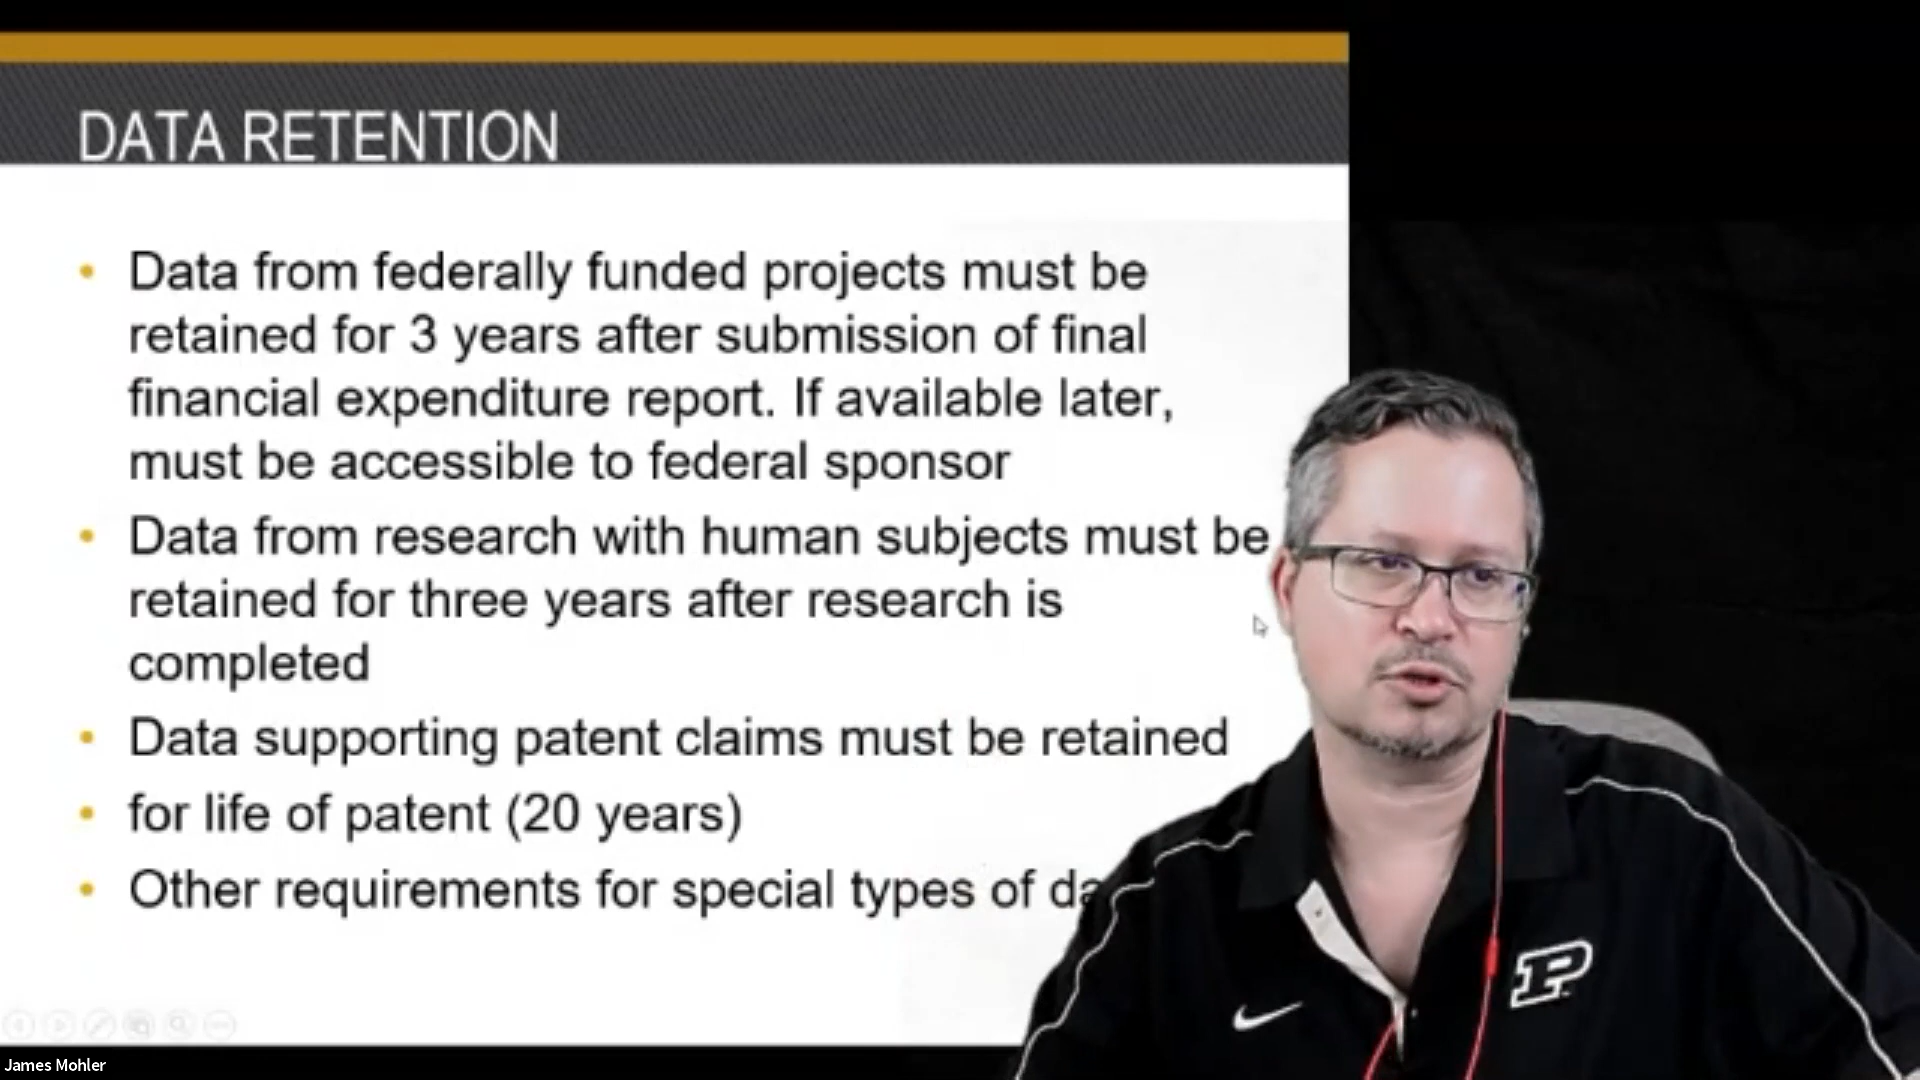 DATA RETENTION
• Data from federally funded projects must be
retained for 3 years after submission of final
financial expenditure report. If available later,
must be accessible to federal sponsor
• Data from research with human subjects must be
retained for three years after research is
completed
• Data supporting patent claims must be retained
• for life of patent (20 years)
• Other requirements for special types of
P
James Mohler